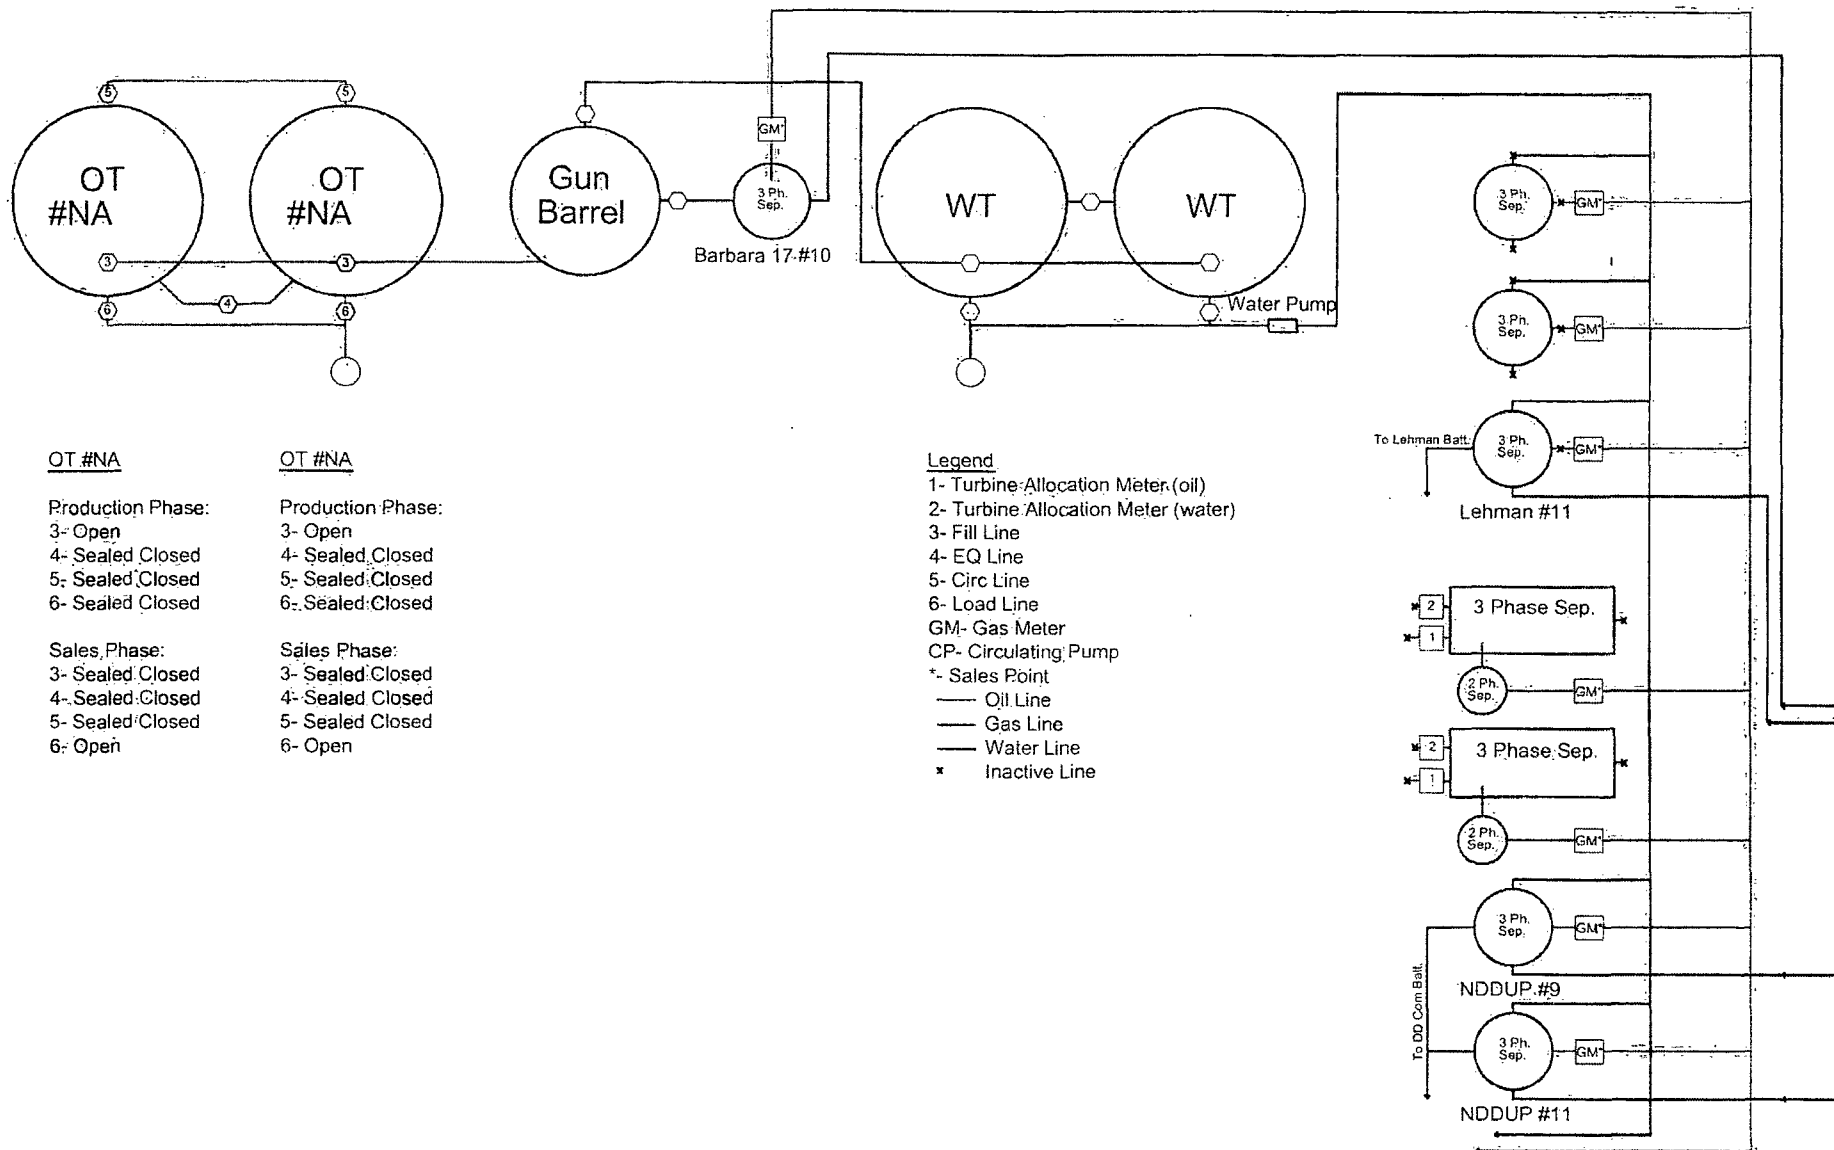 5
5
OT
#NA
OT
#NA
Gun
Barrel
GM*
3 Ph.
Sep.
Barbara 17 #10
WT
WT
3
3
4
6
6
Water Pump
3 Ph.
Sep.
GM*
3 Ph.
Sep.
GM*
To Lehman Batt.
3 Ph.
Sep.
GM*
Lehman #11
OT #NA
Production Phase:
3- Open
4- Sealed Closed
5- Sealed Closed
6- Sealed Closed
Sales Phase:
3- Sealed Closed
4- Sealed Closed
5- Sealed Closed
6- Open
OT #NA
Production Phase:
3- Open
4- Sealed Closed
5- Sealed Closed
6- Sealed Closed
Sales Phase:
3- Sealed Closed
4- Sealed Closed
5- Sealed Closed
6- Open
Legend
1- Turbine Allocation Meter (oil)
2- Turbine Allocation Meter (water)
3- Fill Line
4- EQ Line
5- Circ Line
6- Load Line
GM- Gas Meter
CP- Circulating Pump
*- Sales Point
Oil Line
Gas Line
Water Line
Inactive Line
2
1
3 Phase Sep.
2 Ph.
Sep.
GM*
2
1
3 Phase Sep.
2 Ph.
Sep.
GM*
3 Ph.
Sep.
GM*
NDDUP #9
To DD Com Batt.
3 Ph.
Sep.
GM*
NDDUP #11